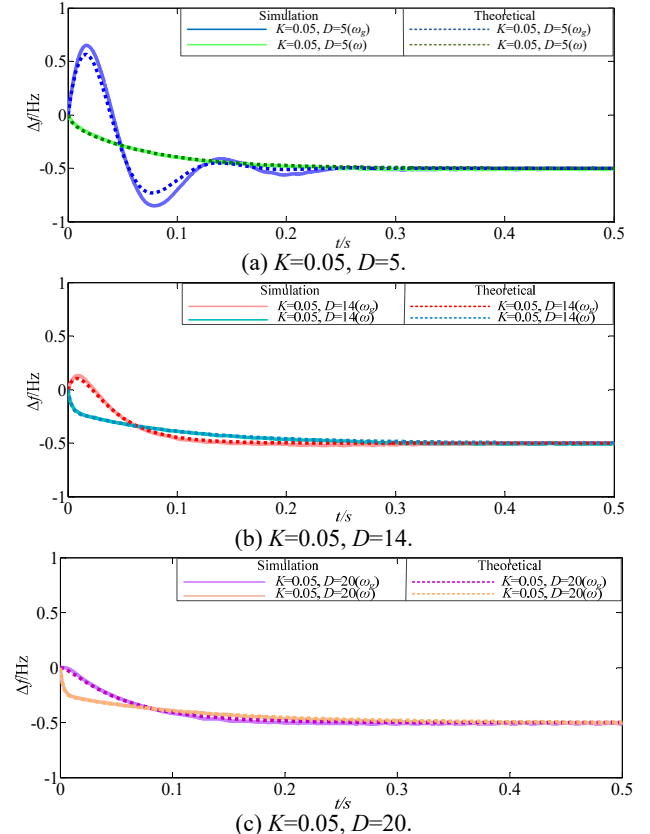 Simulation Theoretical
K=0.05, D=5(ωg) K=0.05, D=5(ωg)
K=0.05, D=5(ω) K=0.05, D=5(ω)
1
0.5
0
-0.5
-1
Δf/Hz
0 0.1 0.2 0.3 0.4 0.5
t/s
(a) K=0.05, D=5.
Simulation Theoretical
K=0.05, D=14(ωg) K=0.05, D=14(ωg)
K=0.05, D=14(ω) K=0.05, D=14(ω)
1
0.5
0
-0.5
-1
Δf/Hz
0 0.1 0.2 0.3 0.4 0.5
t/s
(b) K=0.05, D=14.
Simulation Theoretical
K=0.05, D=20(ωg) K=0.05, D=20(ωg)
K=0.05, D=20(ω) K=0.05, D=20(ω)
1
0.5
0
-0.5
-1
Δf/Hz
0 0.1 0.2 0.3 0.4 0.5
t/s
(c) K=0.05, D=20.